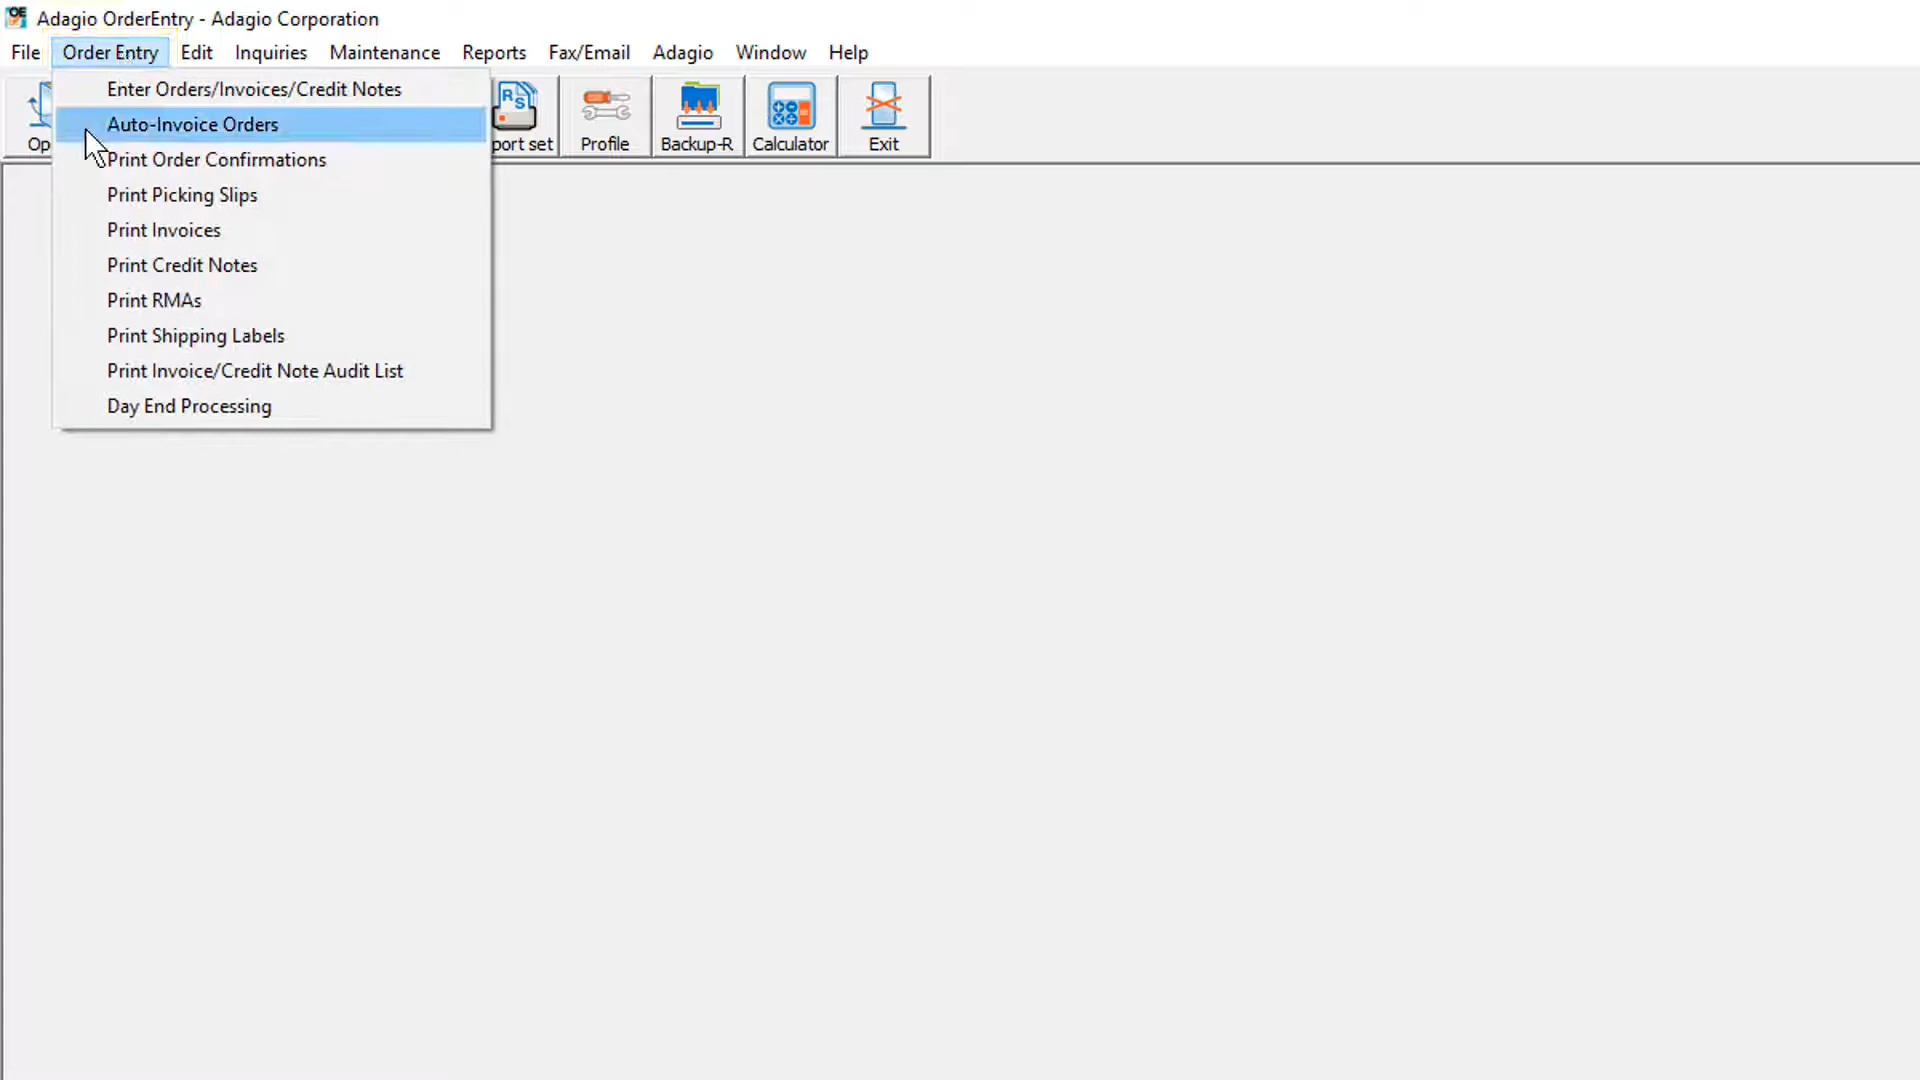 Adagio OrderEntry - Adagio Corporation
File Order Entry Edit Inquiries Maintenance Reports Fax/Email Adagio Window Help
Enter Orders/Invoices/Credit Notes
Auto-Invoice Orders
Print Order Confirmations
Print Picking Slips
Print Invoices
Print Credit Notes
Print RMAs
Print Shipping Labels
Print Invoice/Credit Note Audit List
Day End Processing
Op port set Profile Backup-R Calculator Exit
RS
OE